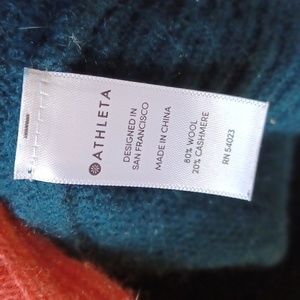 ATHLETA
DESIGNED IN
SAN FRANCISCO
MADE IN CHINA
80% WOOL
20% CASHMERE
RN 54023